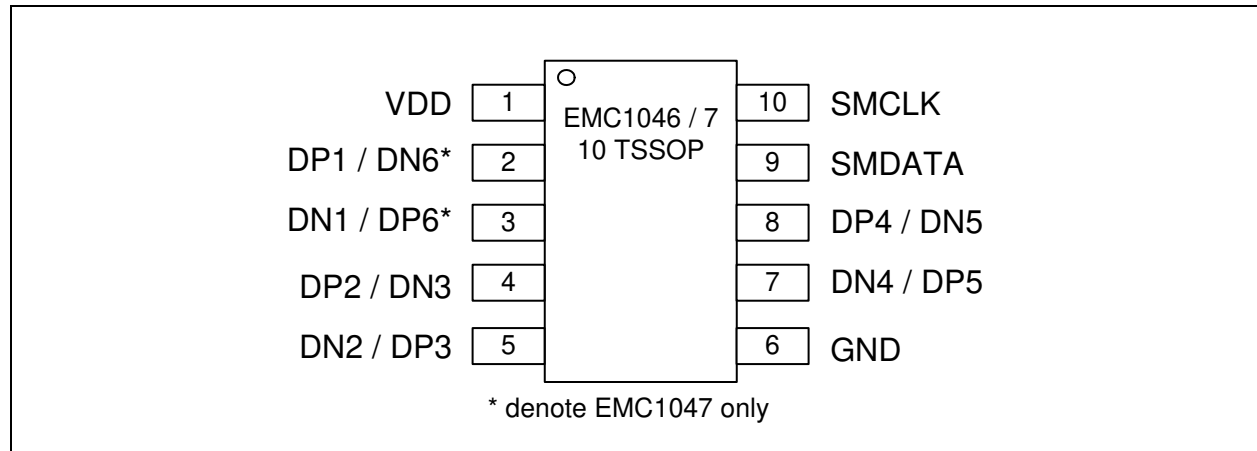 VDD 1 EMC1046 / 7 10 SMCLK
DP1 / DN6* 2 10 TSSOP 9 SMDATA
DN1 / DP6* 3 8 DP4 / DN5
DP2 / DN3 4 7 DN4 / DP5
DN2 / DP3 5 6 GND
* denote EMC1047 only